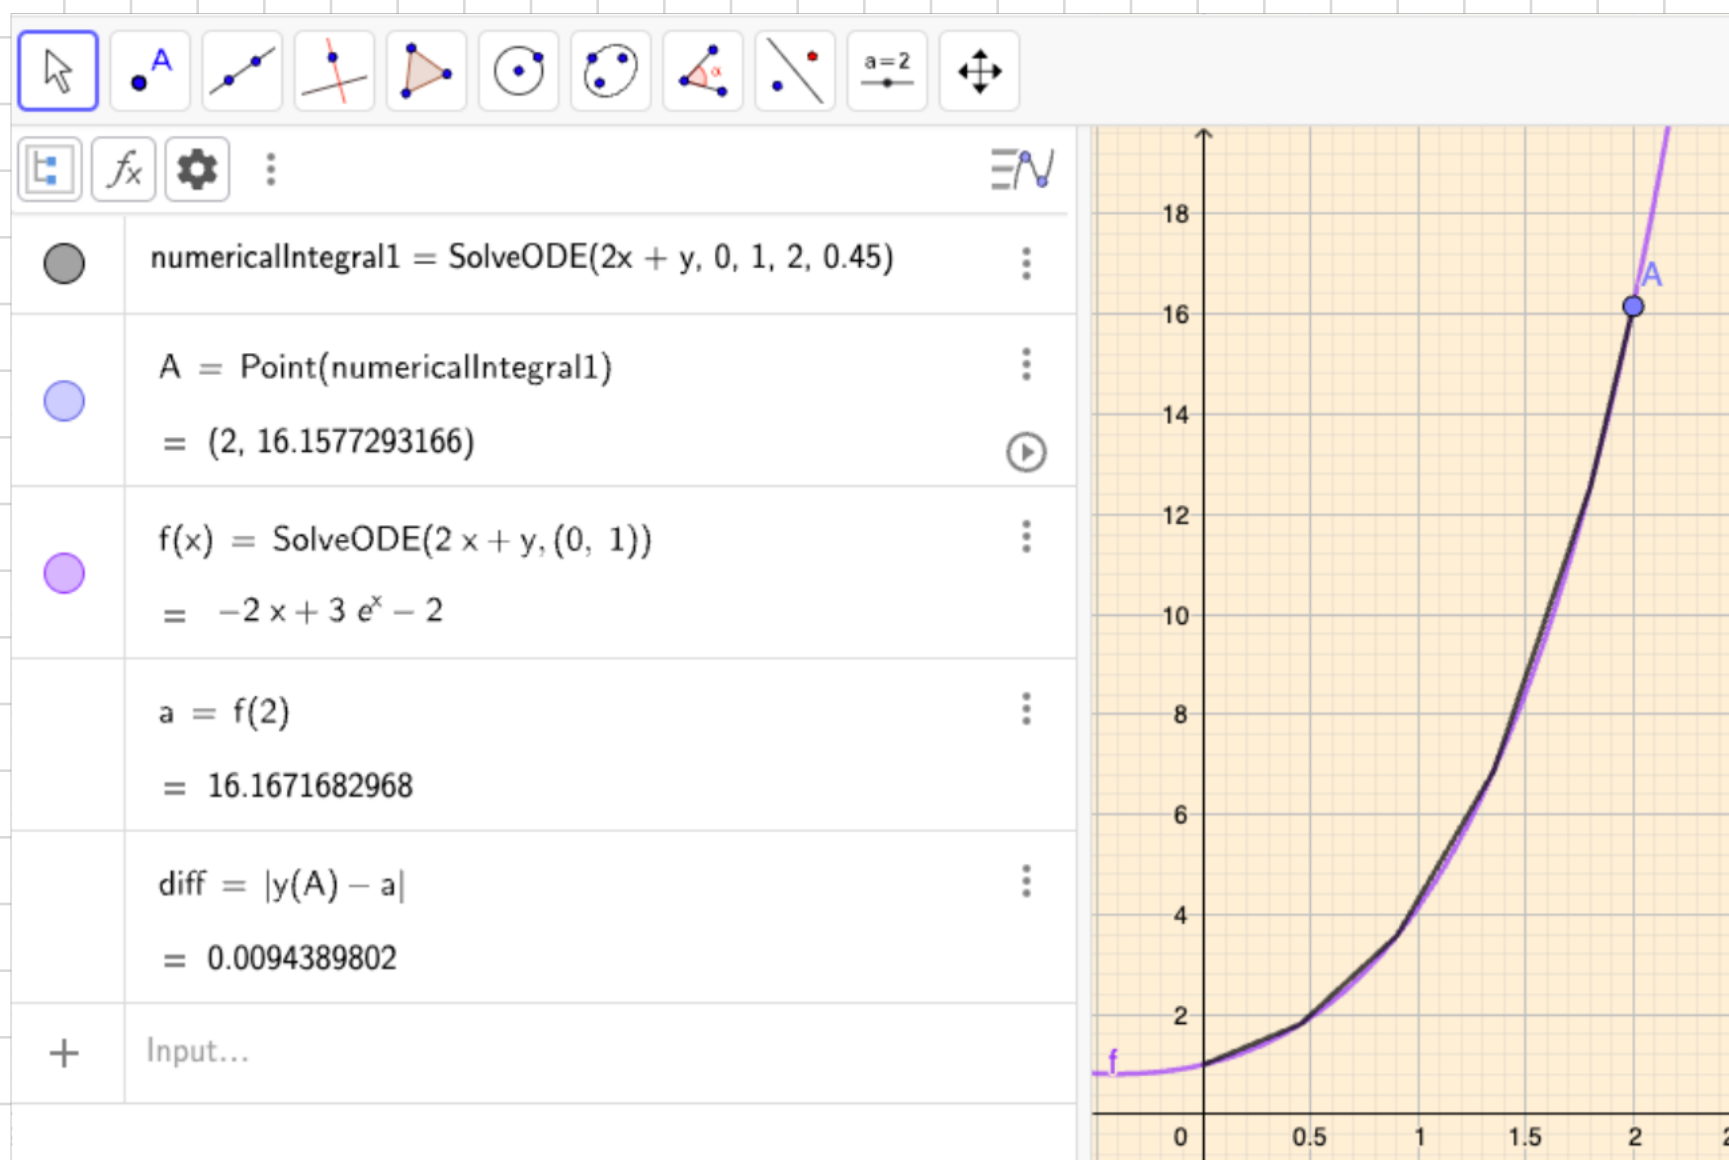 A
α
a=2
fx
numericalIntegral1 = SolveODE(2x + y, 0, 1, 2, 0.45)
A = Point(numericalIntegral1)
= (2, 16.1577293166)
f(x) = SolveODE(2 x + y, (0, 1))
= −2 x + 3 eˣ − 2
a = f(2)
= 16.1671682968
diff = |y(A) − a|
= 0.0094389802
+ Input...
18
A
16
14
12
10
8
6
4
2
f
0 0.5 1 1.5 2